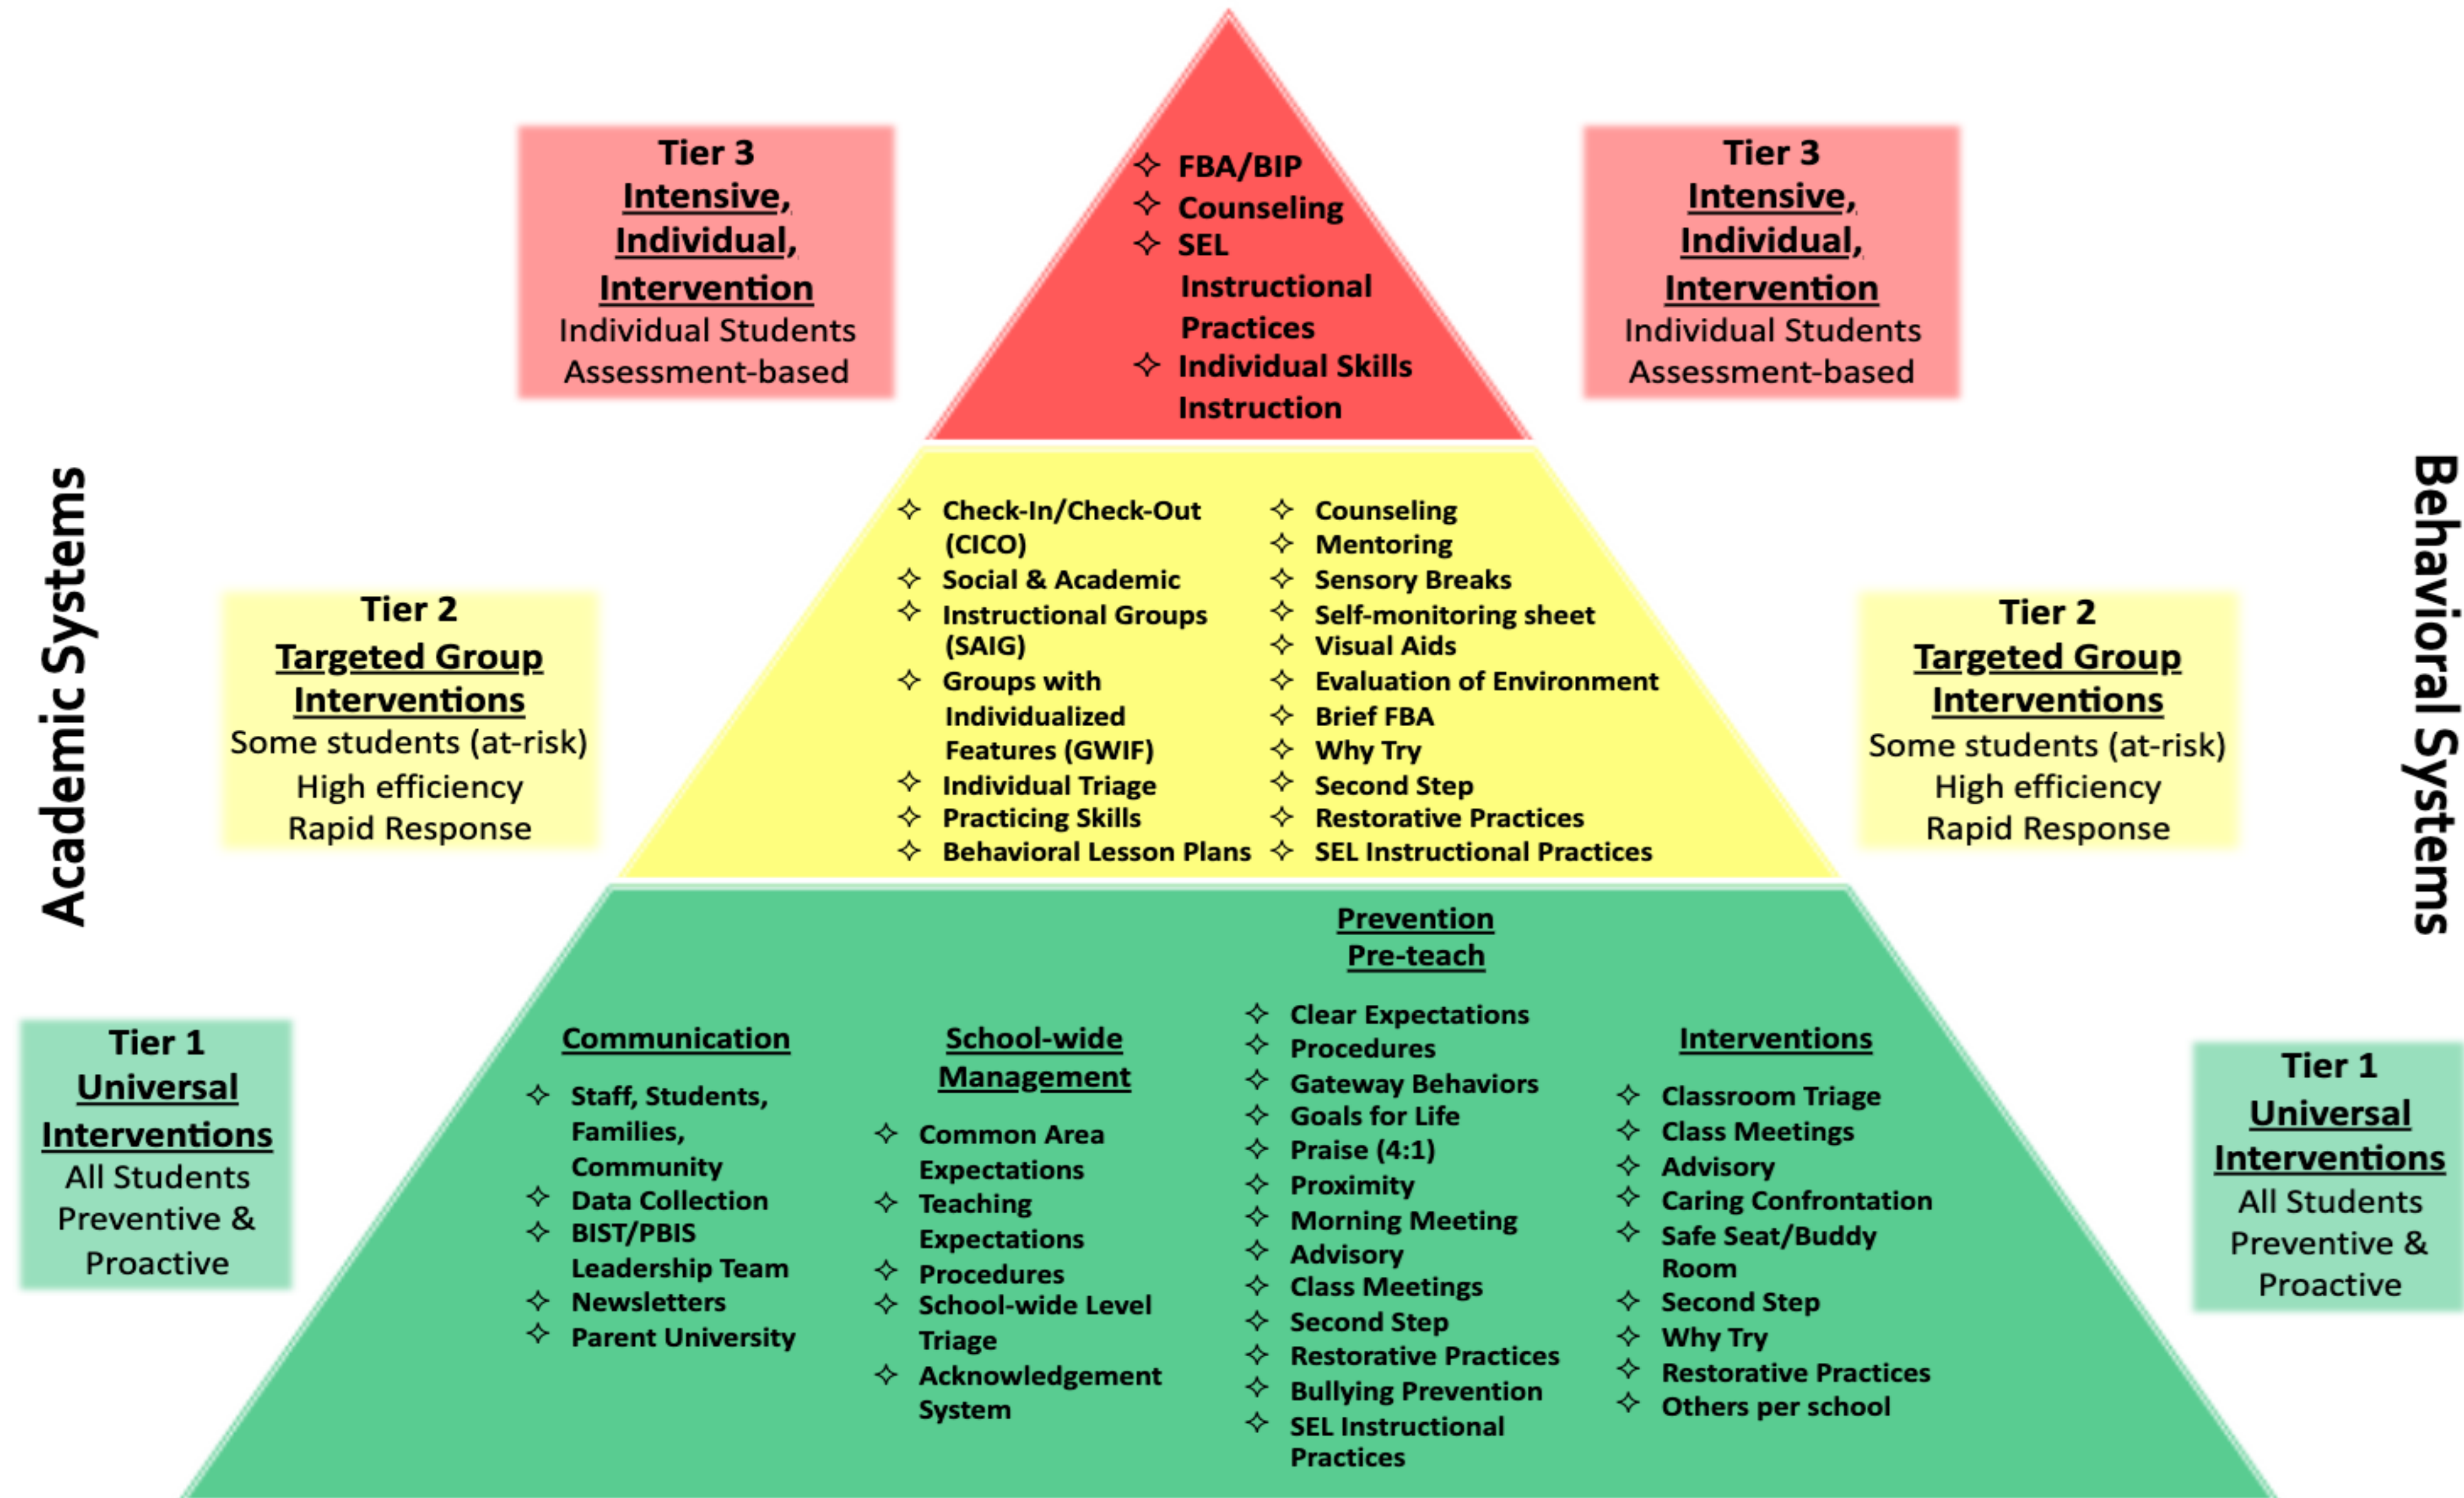 Academic Systems
Behavioral Systems
Tier 3
Intensive,
Individual,
Intervention
Individual Students
Assessment-based
✧ FBA/BIP
✧ Counseling
✧ SEL
Instructional
Practices
✧ Individual Skills
Instruction
Tier 3
Intensive,
Individual,
Intervention
Individual Students
Assessment-based
Tier 2
Targeted Group
Interventions
Some students (at-risk)
High efficiency
Rapid Response
✧ Check-In/Check-Out
(CICO)
✧ Social & Academic
✧ Instructional Groups
(SAIG)
✧ Groups with
Individualized
Features (GWIF)
✧ Individual Triage
✧ Practicing Skills
✧ Behavioral Lesson Plans
✧ Counseling
✧ Mentoring
✧ Sensory Breaks
✧ Self-monitoring sheet
✧ Visual Aids
✧ Evaluation of Environment
✧ Brief FBA
✧ Why Try
✧ Second Step
✧ Restorative Practices
✧ SEL Instructional Practices
Tier 2
Targeted Group
Interventions
Some students (at-risk)
High efficiency
Rapid Response
Tier 1
Universal
Interventions
All Students
Preventive &
Proactive
Communication
✧ Staff, Students,
Families,
Community
✧ Data Collection
✧ BIST/PBIS
Leadership Team
✧ Newsletters
✧ Parent University
School-wide
Management
✧ Common Area
Expectations
✧ Teaching
Expectations
✧ Procedures
✧ School-wide Level
Triage
✧ Acknowledgement
System
Prevention
Pre-teach
✧ Clear Expectations
✧ Procedures
✧ Gateway Behaviors
✧ Goals for Life
✧ Praise (4:1)
✧ Proximity
✧ Morning Meeting
✧ Advisory
✧ Class Meetings
✧ Second Step
✧ Restorative Practices
✧ Bullying Prevention
✧ SEL Instructional
Practices
Interventions
✧ Classroom Triage
✧ Class Meetings
✧ Advisory
✧ Caring Confrontation
✧ Safe Seat/Buddy
Room
✧ Second Step
✧ Why Try
✧ Restorative Practices
✧ Others per school
Tier 1
Universal
Interventions
All Students
Preventive &
Proactive